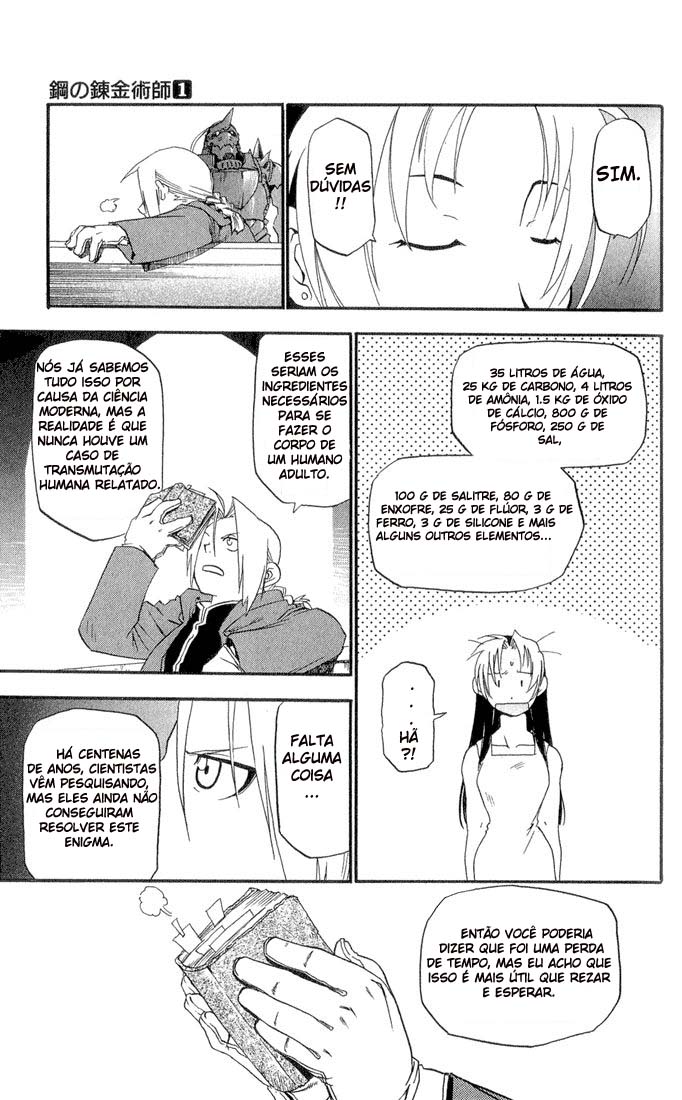 鋼の錬金術師1
SIM.
SEM
DÚVIDAS
!!
35 LITROS DE ÁGUA,
25 KG DE CARBONO, 4 LITROS
DE AMÔNIA, 1.5 KG DE ÓXIDO
DE CÁLCIO, 800 G DE
FÓSFORO, 250 G DE
SAL,
100 G DE SALITRE, 80 G DE
ENXOFRE, 25 G DE FLÚOR, 3 G DE
FERRO, 3 G DE SILICONE E MAIS
ALGUNS OUTROS ELEMENTOS...
. . . .
HÃ
?!
ESSES
SERIAM OS
INGREDIENTES
NECESSÁRIOS
PARA SE
FAZER O
CORPO DE
UM HUMANO
ADULTO.
NÓS JÁ SABEMOS
TUDO ISSO POR
CAUSA DA CIÊNCIA
MODERNA, MAS A
REALIDADE É QUE
NUNCA HOUVE UM
CASO DE
TRANSMUTAÇÃO
HUMANA RELATADO.
FALTA
ALGUMA
COISA
...
HÁ CENTENAS
DE ANOS, CIENTISTAS
VÊM PESQUISANDO,
MAS ELES AINDA NÃO
CONSEGUIRAM
RESOLVER ESTE
ENIGMA.
ENTÃO VOCÊ PODERIA
DIZER QUE FOI UMA PERDA
DE TEMPO, MAS EU ACHO QUE
ISSO É MAIS ÚTIL QUE REZAR
E ESPERAR.